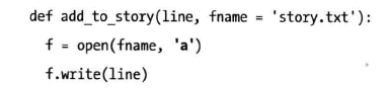 def add_to_story(line, fname = 'story.txt'):
f = open(fname, 'a')
f.write(line)